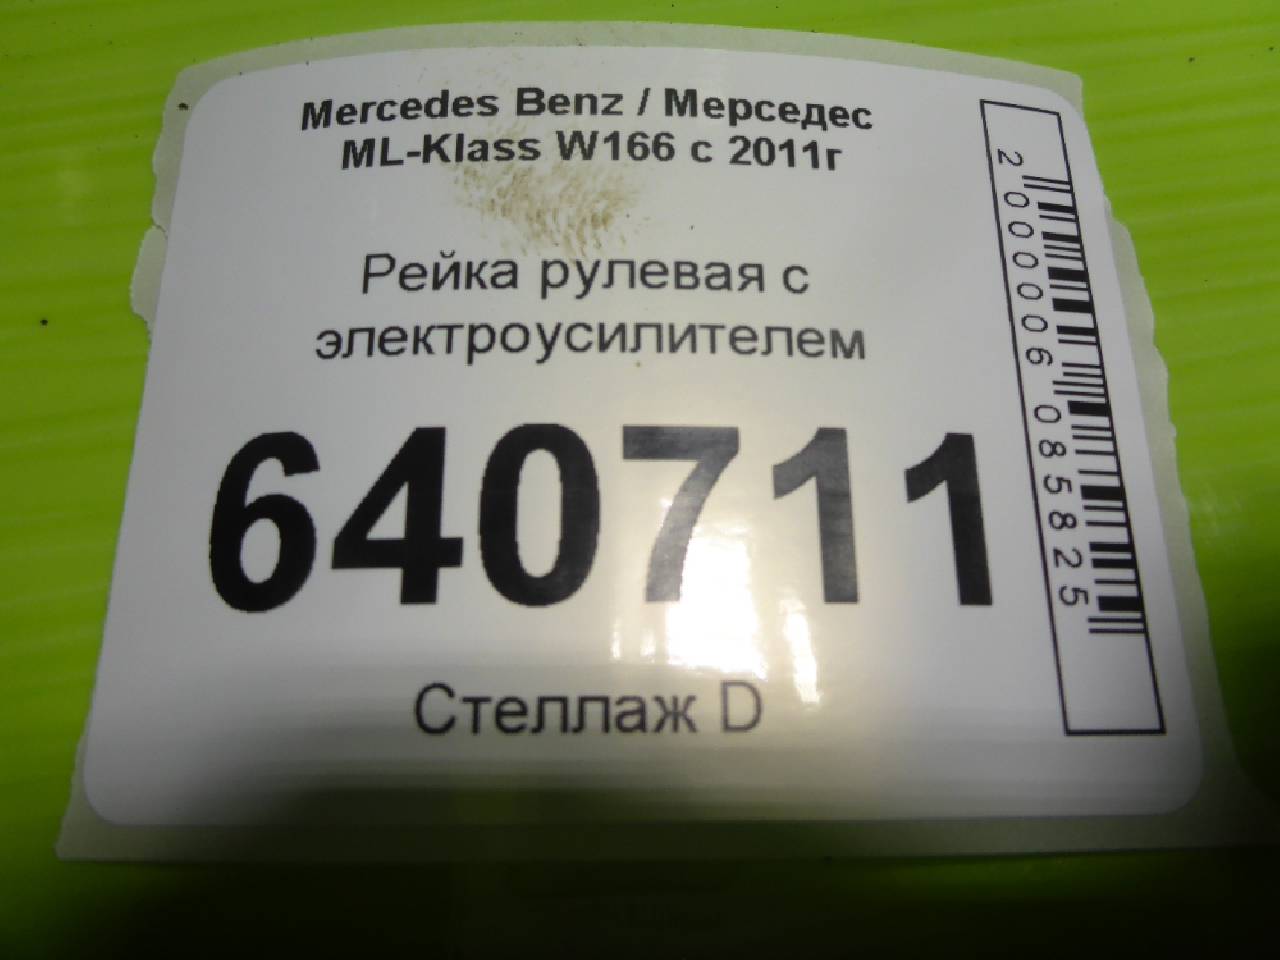 Mercedes Benz / Мерседес
ML-Klass W166 с 2011г
Рейка рулевая с
электроусилителем
640711
Стеллаж D
2000006085825